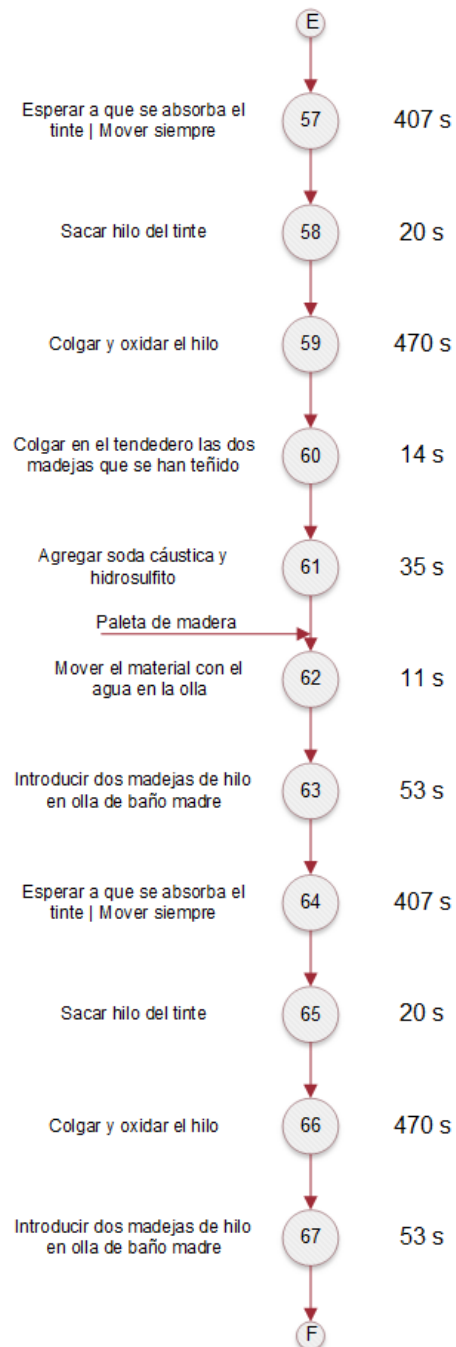 E
Esperar a que se absorba el
tinte | Mover siempre
57
407 s
Sacar hilo del tinte
58
20 s
Colgar y oxidar el hilo
59
470 s
Colgar en el tendedero las dos
madejas que se han teñido
60
14 s
Agregar soda cáustica y
hidrosulfito
61
35 s
Paleta de madera
Mover el material con el
agua en la olla
62
11 s
Introducir dos madejas de hilo
en olla de baño madre
63
53 s
Esperar a que se absorba el
tinte | Mover siempre
64
407 s
Sacar hilo del tinte
65
20 s
Colgar y oxidar el hilo
66
470 s
Introducir dos madejas de hilo
en olla de baño madre
67
53 s
F